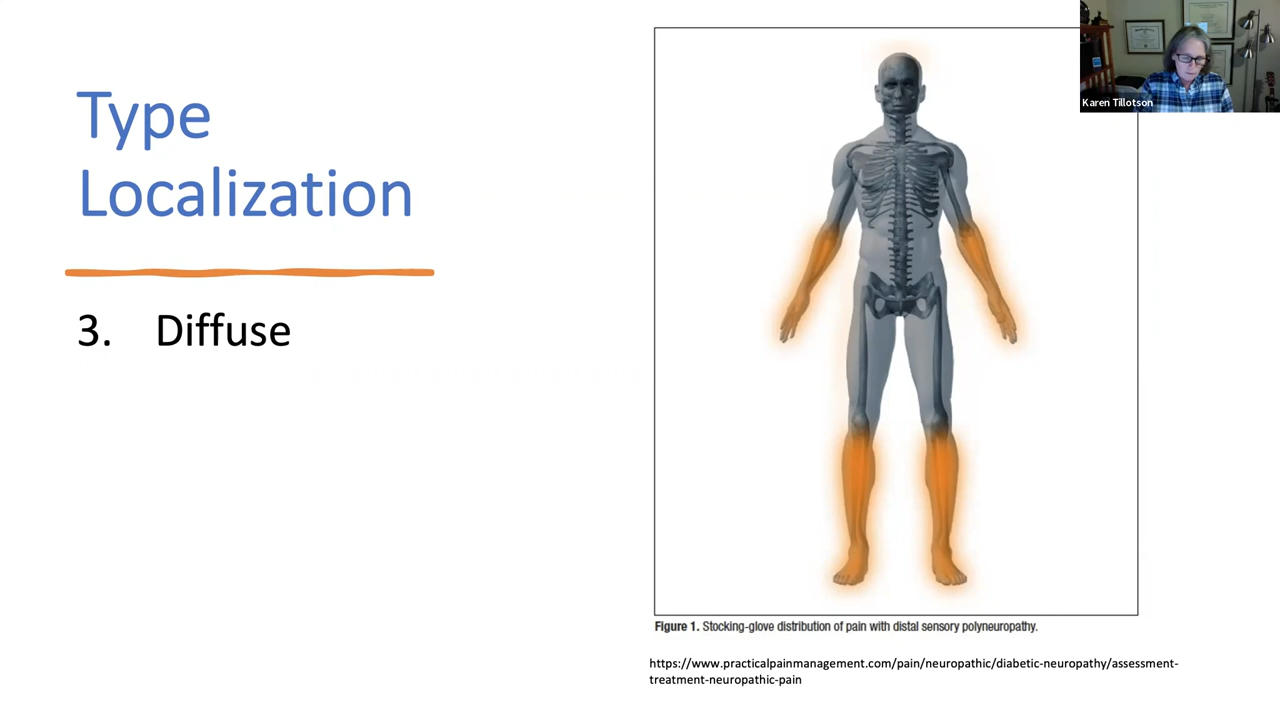 Type
Localization
3. Diffuse
Karen Tillotson
Figure 1. Stocking-glove distribution of pain with distal sensory polyneuropathy.
https://www.practicalpainmanagement.com/pain/neuropathic/diabetic-neuropathy/assessment-
treatment-neuropathic-pain